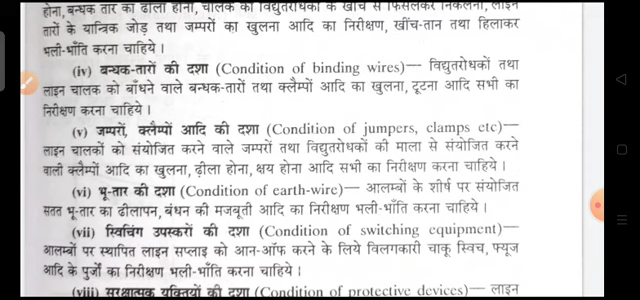 होना, बन्धक तार का ढीला होना, चालक का विद्युतरोधकों के खाँच से फिसलकर निकलना, लाइन
तारों के यान्त्रिक जोड़ तथा जम्परों का खुलना आदि का निरीक्षण, खींच-तान तथा हिलाकर
भली-भाँति करना चाहिये।
(iv) बन्धक-तारों की दशा (Condition of binding wires)— विद्युतरोधकों तथा
लाइन चालक को बाँधने वाले बन्धक-तारों तथा क्लैम्पों आदि का खुलना, टूटना आदि सभी का
निरीक्षण करना चाहिये।
(v) जम्परों, क्लैम्पों आदि की दशा (Condition of jumpers, clamps etc)—
लाइन चालकों को संयोजित करने वाले जम्परों तथा विद्युतरोधकों की माला से संयोजित करने
वाली क्लैम्पों आदि का खुलना, ढ़ीला होना, क्षय होना आदि सभी का निरीक्षण करना चाहिये।
(vi) भू-तार की दशा (Condition of earth-wire)— आलम्बों के शीर्ष पर संयोजित
सतत भू-तार का ढीलापन, बंधन की मजबूती आदि का निरीक्षण भली-भाँति करना चाहिये।
(vii) स्विचिंग उपस्करों की दशा (Condition of switching equipment)—
आलम्बों पर स्थापित लाइन सप्लाइ को आन-ऑफ करने के लिये विलगकारी चाकू स्विच, फ्यूज
आदि के पुर्जों का निरीक्षण भली-भाँति करना चाहिये।
(viii) सुरक्षात्मक युक्तियों की दशा (Condition of protective devices)— लाइन